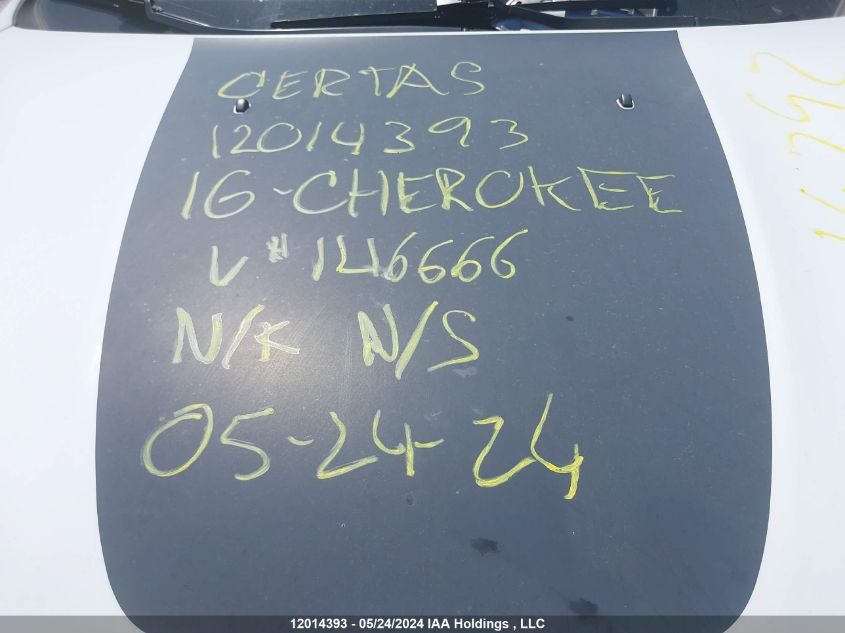 CERTAS
12014393
16-CHEROKEE
V#146666
N/K N/S
05-24-24
12014393 - 05/24/2024 IAA Holdings , LLC